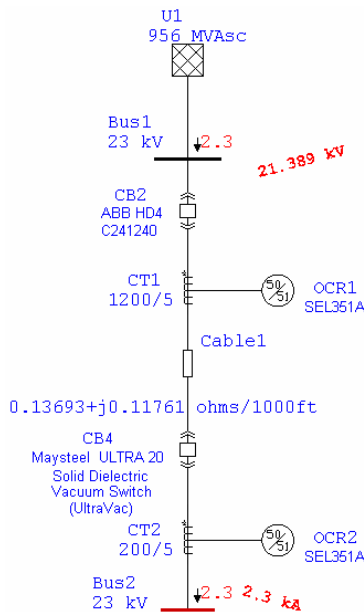 U1
956 MVAsc
Bus1
23 kV
2.3
21.389 kV
CB2
ABB HD4
C241240
CT1
1200/5
50/51
OCR1
SEL351A
Cable1
0.13693+j0.11761 ohms/1000ft
CB4
Maysteel ULTRA 20
Solid Dielectric
Vacuum Switch
(UltraVac)
CT2
200/5
50/51
OCR2
SEL351A
Bus2
23 kV
2.3 2.3 kA